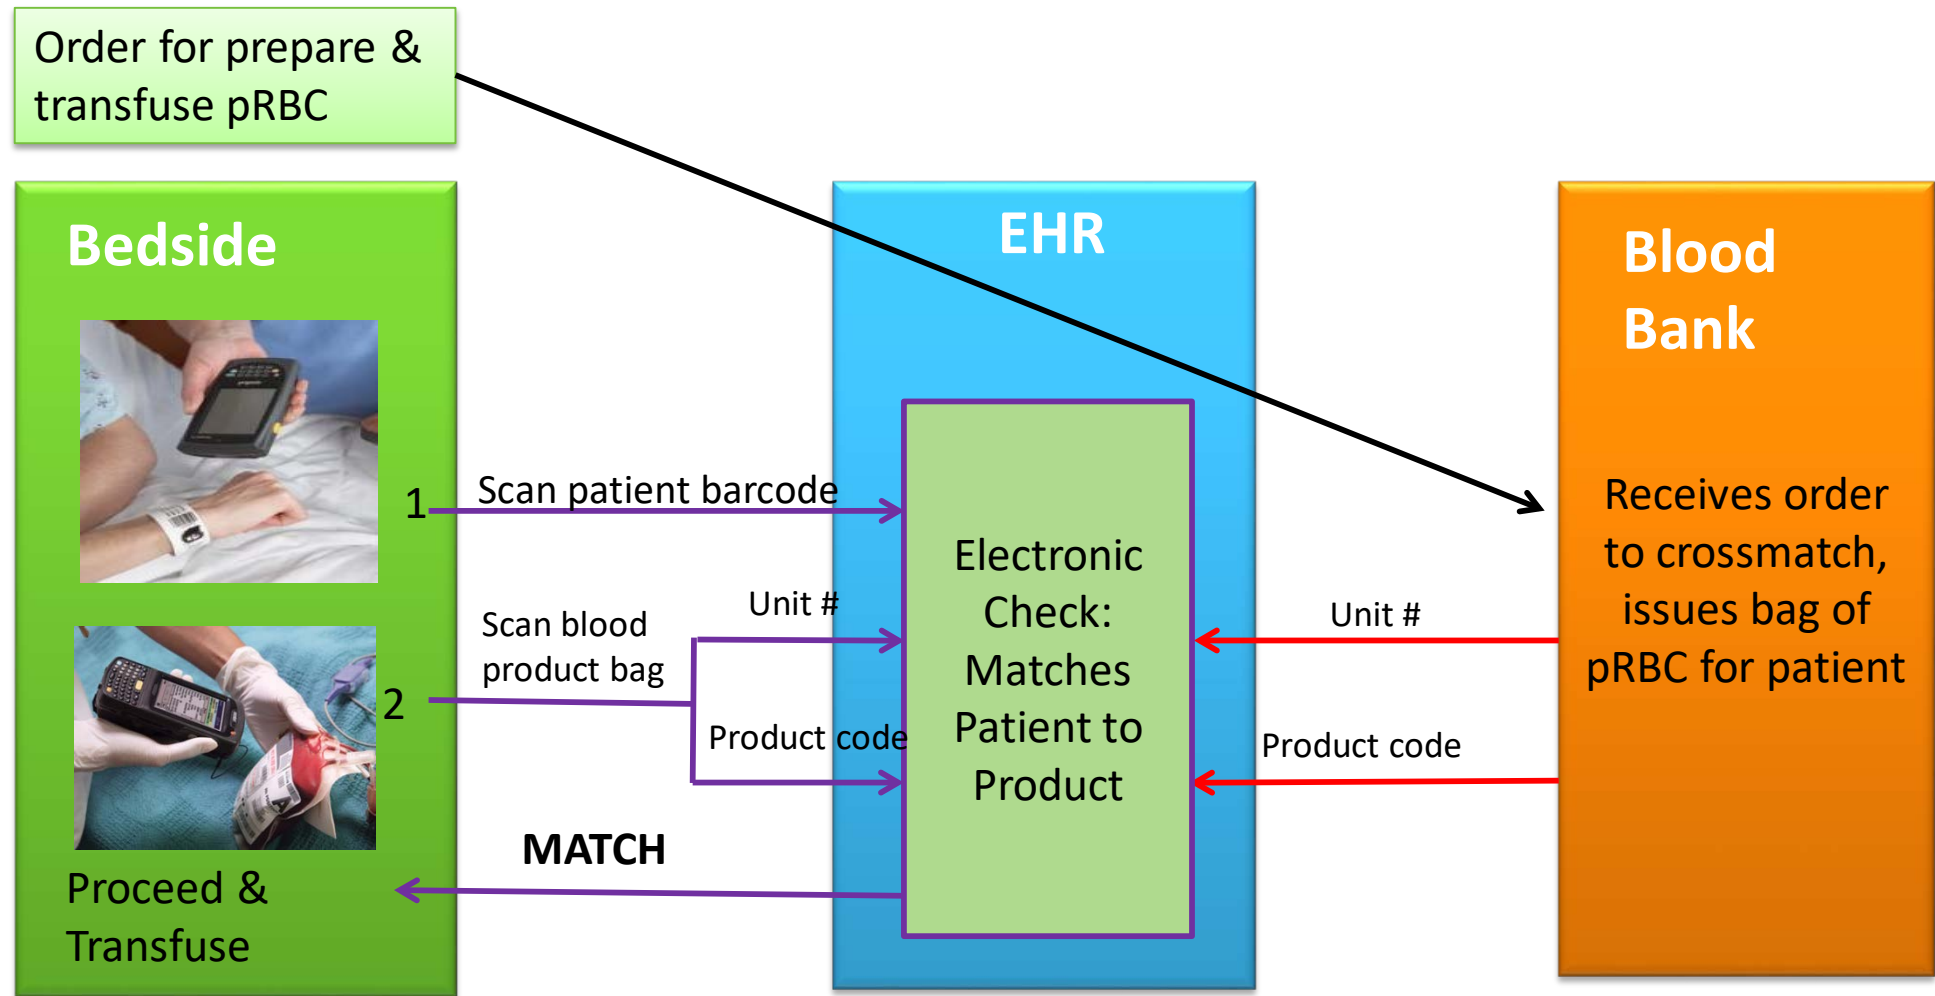 Order for prepare &
transfuse pRBC
Bedside
EHR
Blood
Bank
1
Scan patient barcode
Scan blood
product bag
2
Unit #
Product code
Electronic
Check:
Matches
Patient to
Product
Unit #
Product code
Receives order
to crossmatch,
issues bag of
pRBC for patient
MATCH
Proceed &
Transfuse